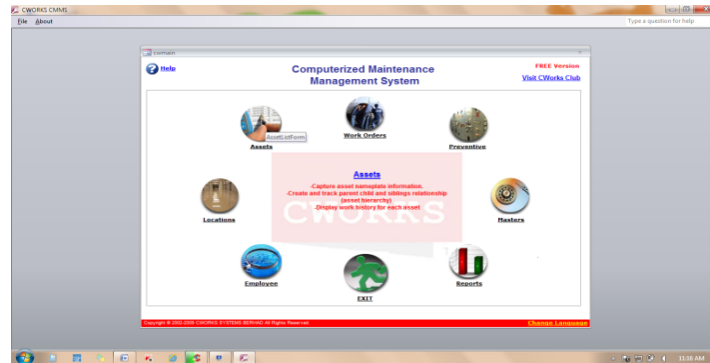 CWORKS CMMS
File About
Type a question for help
Help
Computerized Maintenance
Management System
FREE Version
Visit CWorks Club
AssetListForm
Assets
Work Orders
Preventive
Assets
-Capture asset nameplate information.
-Create and track parent child and siblings relationship
(asset hierarchy)
-Display work history for each asset
CWORKS
Locations
Masters
Employee
EXIT
Reports
Copyright © 2002-2009 CWORKS SYSTEMS BERHAD All Rights Reserved.
Change Language
11:16 AM